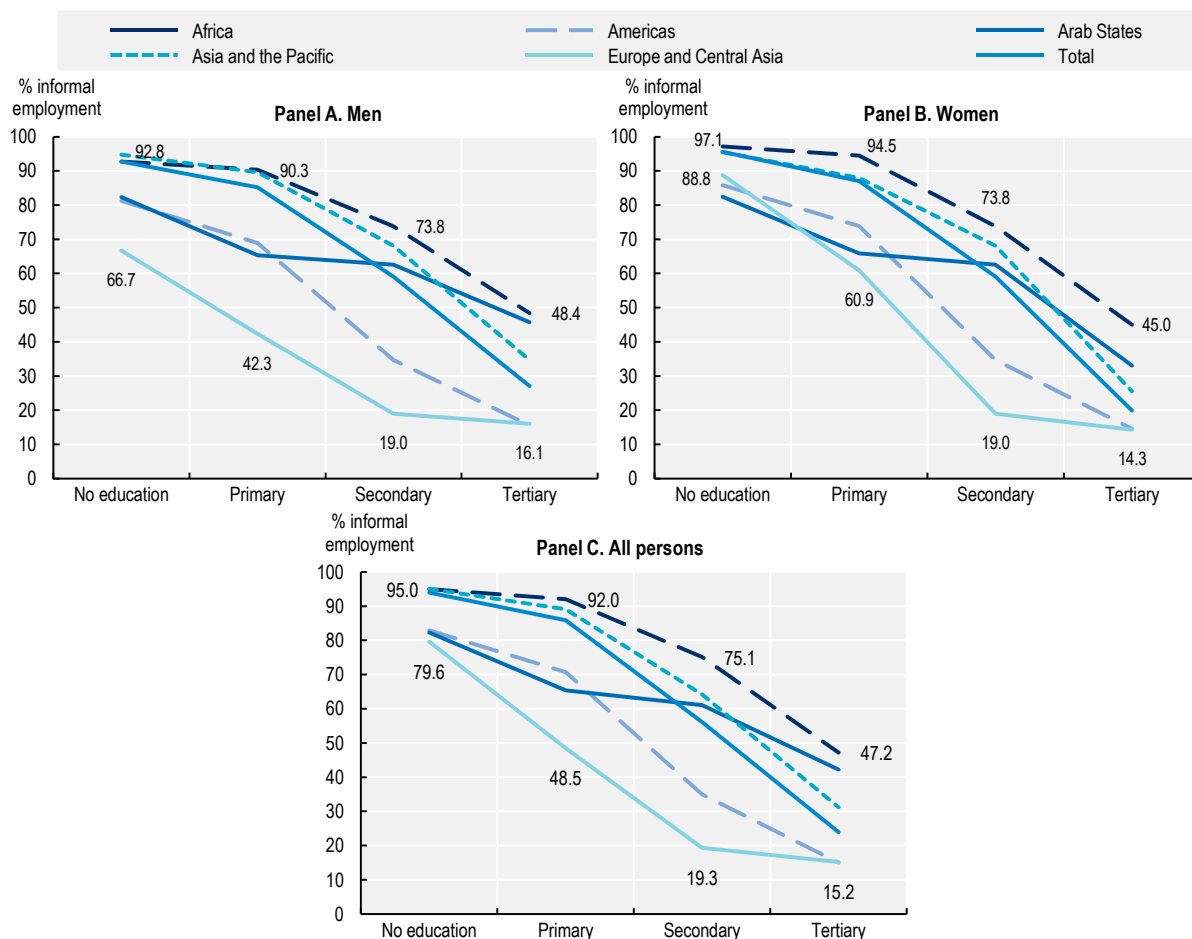 Africa
Americas
Arab States
Asia and the Pacific
Europe and Central Asia
Total
% informal
employment
Panel A. Men
100
90
80
70
60
50
40
30
20
10
0
92.8
90.3
73.8
48.4
66.7
42.3
19.0
16.1
No education
Primary
Secondary
Tertiary
% informal
employment
Panel B. Women
100
90
80
70
60
50
40
30
20
10
0
97.1
94.5
88.8
73.8
60.9
45.0
19.0
14.3
No education
Primary
Secondary
Tertiary
% informal
employment
Panel C. All persons
100
90
80
70
60
50
40
30
20
10
0
95.0
92.0
79.6
75.1
48.5
47.2
19.3
15.2
No education
Primary
Secondary
Tertiary